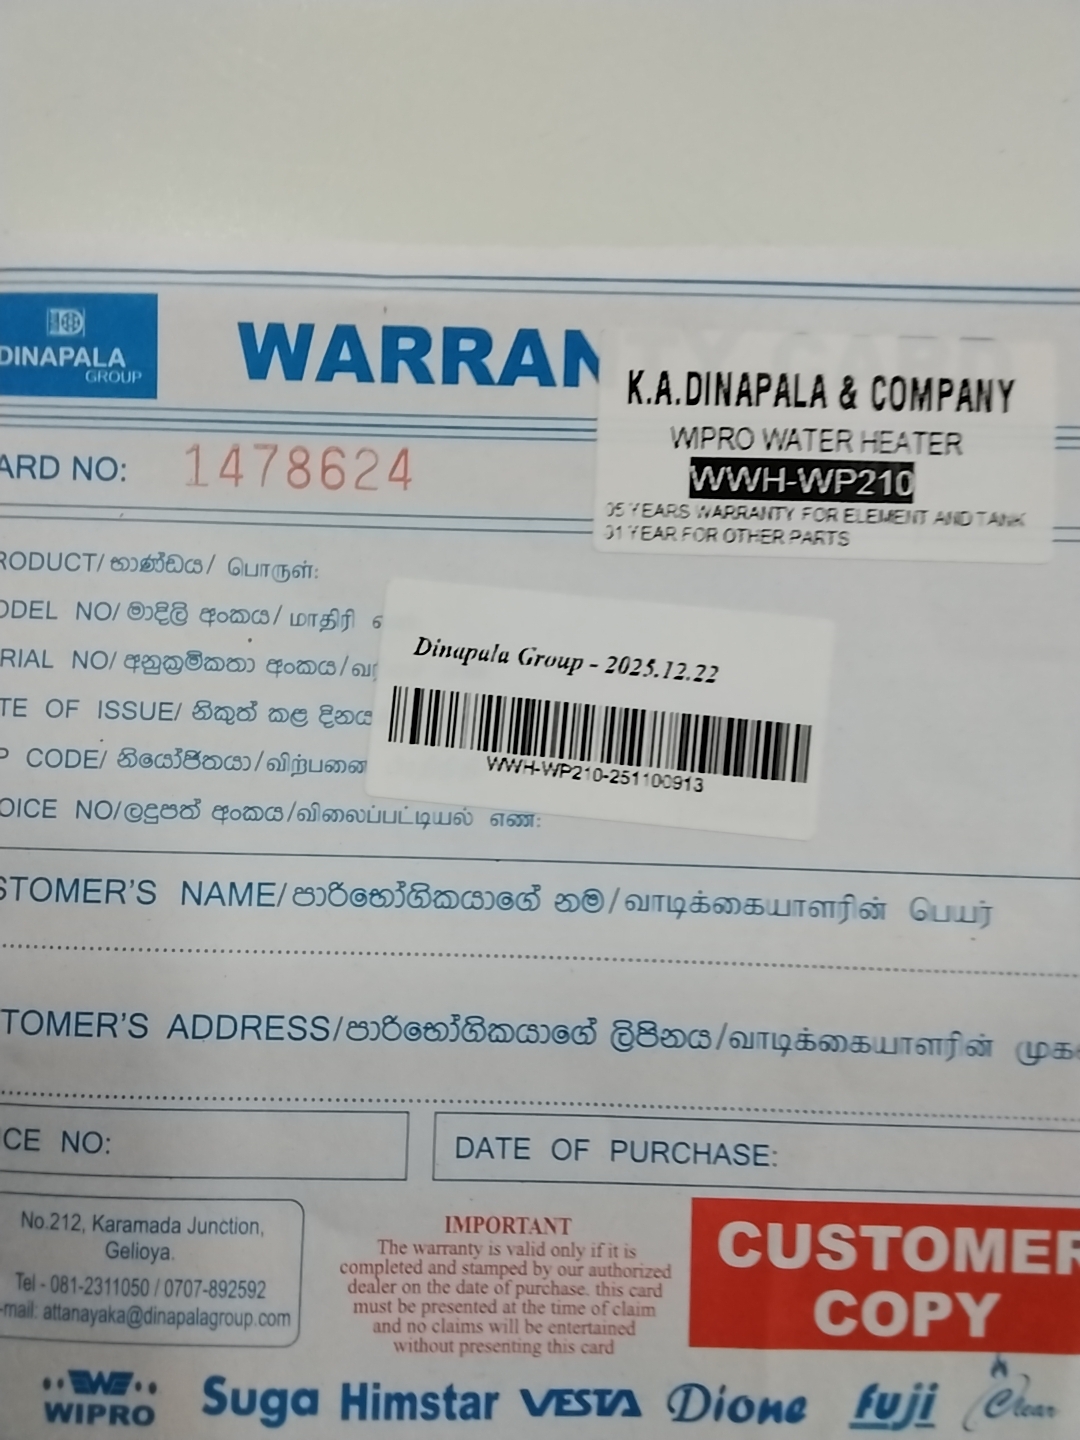 DINAPALA
GROUP
WARRAN
K.A.DINAPALA & COMPANY
WIPRO WATER HEATER
WWH-WP210
05 YEARS WARRANTY FOR ELEMENT AND TANK
01 YEAR FOR OTHER PARTS
ARD NO: 1478624
RODUCT/භාණ්ඩය/ பொருள்:
ODEL NO/මාදිලි අංකය/ மாதிரி எ
RIAL NO/අනුක්‍රමිකතා අංකය/வரி
TE OF ISSUE/ නිකුත් කළ දිනය
P CODE/ නියෝජිතයා/விற்பனை
OICE NO/ලදුපත් අංකය/விலைப்பட்டியல் எண:
Dinapala Group - 2025.12.22
WWH-WP210-251100913
STOMER'S NAME/පාරිභෝගිකයාගේ නම/வாடிக்கையாளரின் பெயர்
TOMER'S ADDRESS/පාරිභෝගිකයාගේ ලිපිනය/வாடிக்கையாளரின் முக
CE NO:
DATE OF PURCHASE:
No.212, Karamada Junction,
Gelioya.
Tel - 081-2311050 / 0707-892592
-mail: attanayaka@dinapalagroup.com
IMPORTANT
The warranty is valid only if it is
completed and stamped by our authorized
dealer on the date of purchase. this card
must be presented at the time of claim
and no claims will be entertained
without presenting this card
CUSTOMER
COPY
WIPRO
Suga
Himstar
VESTA
Dione
fuji
Clear